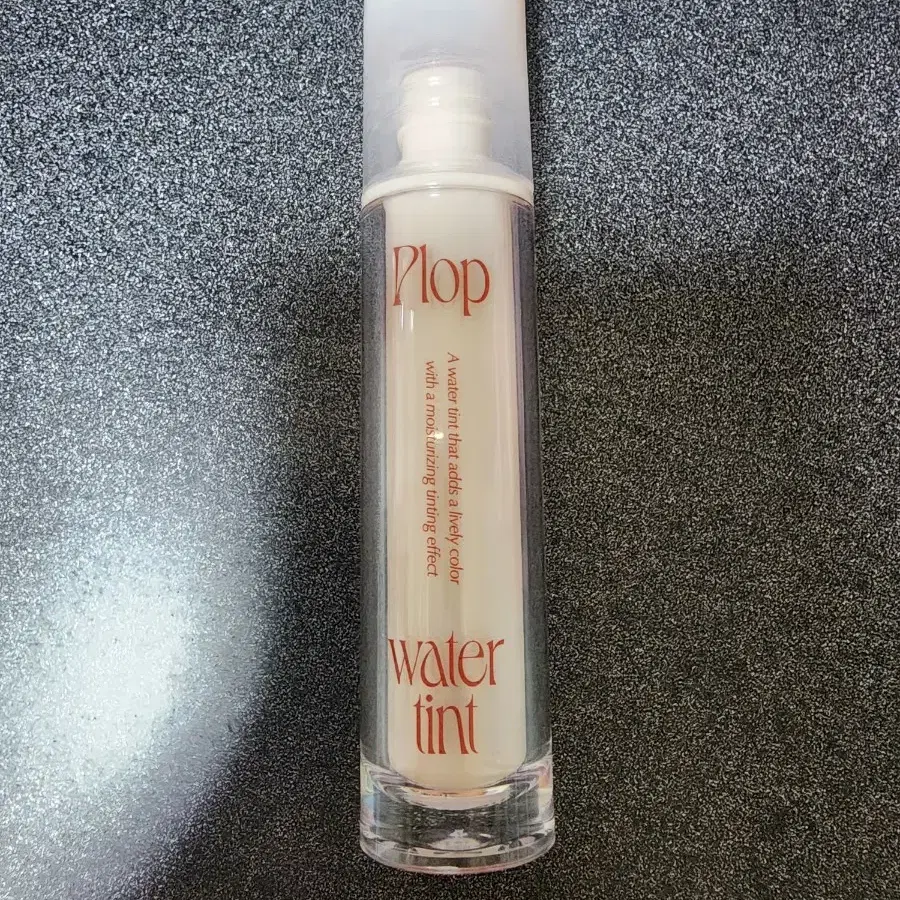 Plop
A water tint that adds a lively color
with a moisturizing tinting effect
water
tint